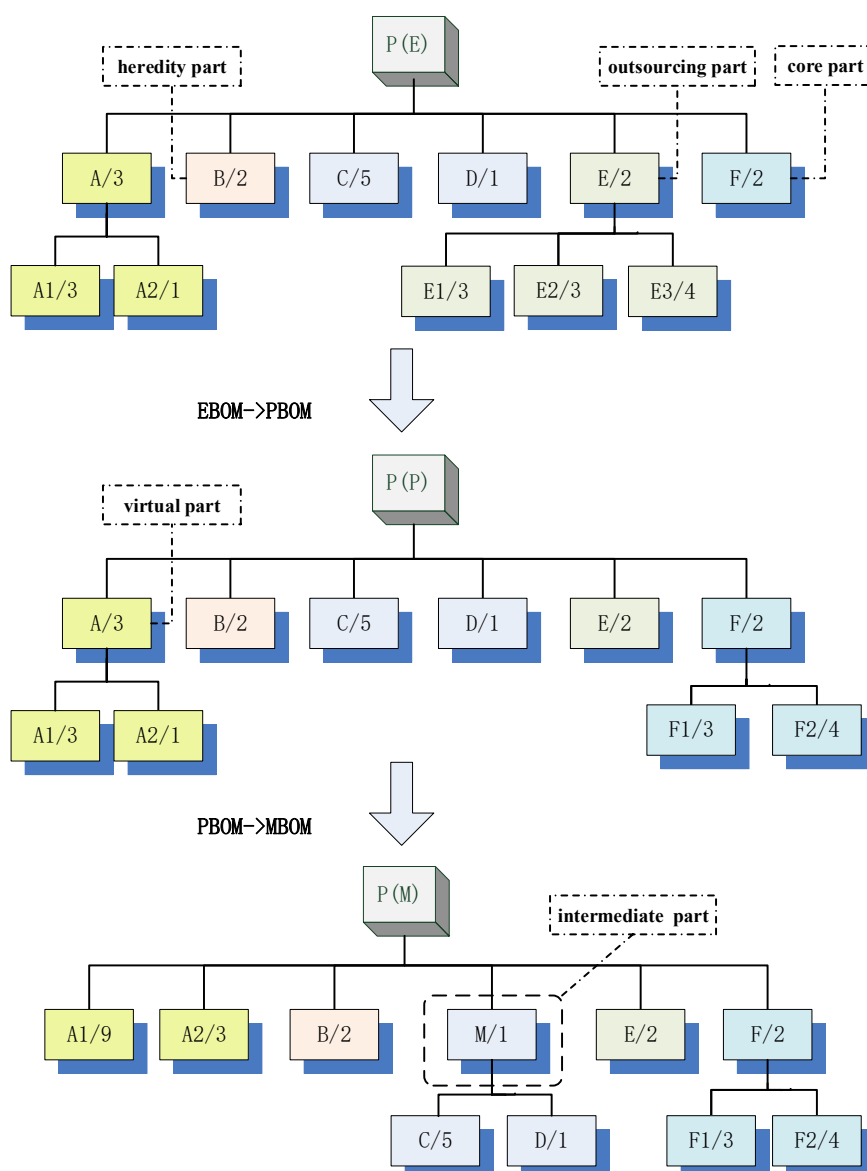 P(E)
heredity part
outsourcing part
core part
A/3
B/2
C/5
D/1
E/2
F/2
A1/3
A2/1
E1/3
E2/3
E3/4
EBOM->PBOM
P(P)
virtual part
A/3
B/2
C/5
D/1
E/2
F/2
A1/3
A2/1
F1/3
F2/4
PBOM->MBOM
P(M)
intermediate part
A1/9
A2/3
B/2
M/1
E/2
F/2
C/5
D/1
F1/3
F2/4